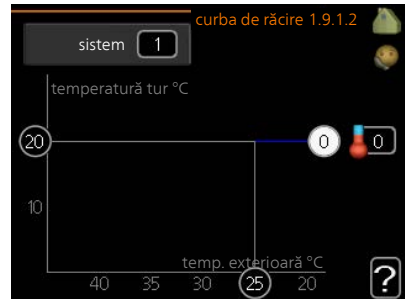 curba de răcire 1.9.1.2
sistem 1
temperatură tur °C
20 0 0
10
temp. exterioară °C
40 35 30 25 20 ?